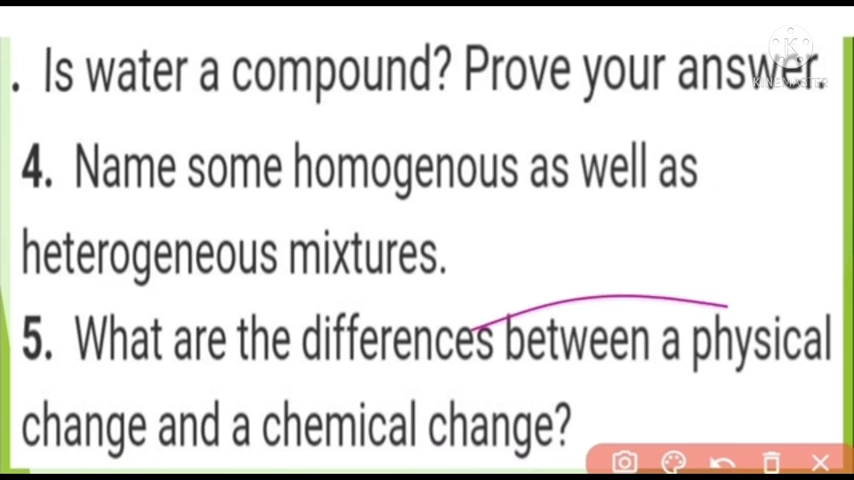 . Is water a compound? Prove your answer.
KINEMASTER
4. Name some homogenous as well as
heterogeneous mixtures.
5. What are the differences between a physical
change and a chemical change?